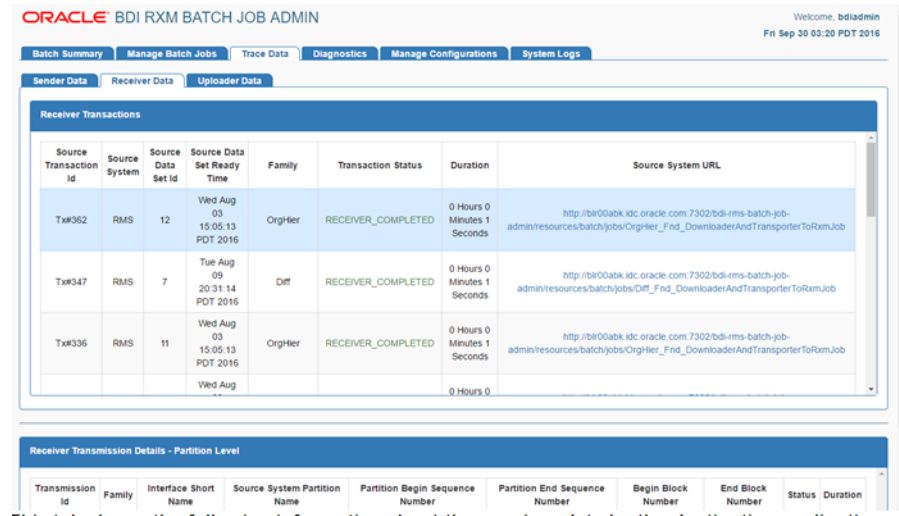 ORACLE BDI RXM BATCH JOB ADMIN
Welcome, bdiadmin
Fri Sep 30 03:20 PDT 2016
Batch Summary
Manage Batch Jobs
Trace Data
Diagnostics
Manage Configurations
System Logs
Sender Data
Receiver Data
Uploader Data
Receiver Transactions
Source Transaction Id
Source System
Source Data Set Id
Source Data Set Ready Time
Family
Transaction Status
Duration
Source System URL
Tx#362
RMS
12
Wed Aug 03 15:05:13 PDT 2016
OrgHier
RECEIVER_COMPLETED
0 Hours 0 Minutes 1 Seconds
http://blr00abk.idc.oracle.com:7302/bdi-rms-batch-job-
admin/resources/batch/jobs/OrgHier_Fnd_DownloaderAndTransporterToRxmJob
Tx#347
RMS
7
Tue Aug 09 20:31:14 PDT 2016
Diff
RECEIVER_COMPLETED
0 Hours 0 Minutes 1 Seconds
http://blr00abk.idc.oracle.com:7302/bdi-rms-batch-job-
admin/resources/batch/jobs/Diff_Fnd_DownloaderAndTransporterToRxmJob
Tx#336
RMS
11
Wed Aug 03 15:05:13 PDT 2016
OrgHier
RECEIVER_COMPLETED
0 Hours 0 Minutes 1 Seconds
http://blr00abk.idc.oracle.com:7302/bdi-rms-batch-job-
admin/resources/batch/jobs/OrgHier_Fnd_DownloaderAndTransporterToRxmJob
Wed Aug
0 Hours 0
Receiver Transmission Details - Partition Level
Transmission Id
Family
Interface Short Name
Source System Partition Name
Partition Begin Sequence Number
Partition End Sequence Number
Begin Block Number
End Block Number
Status
Duration